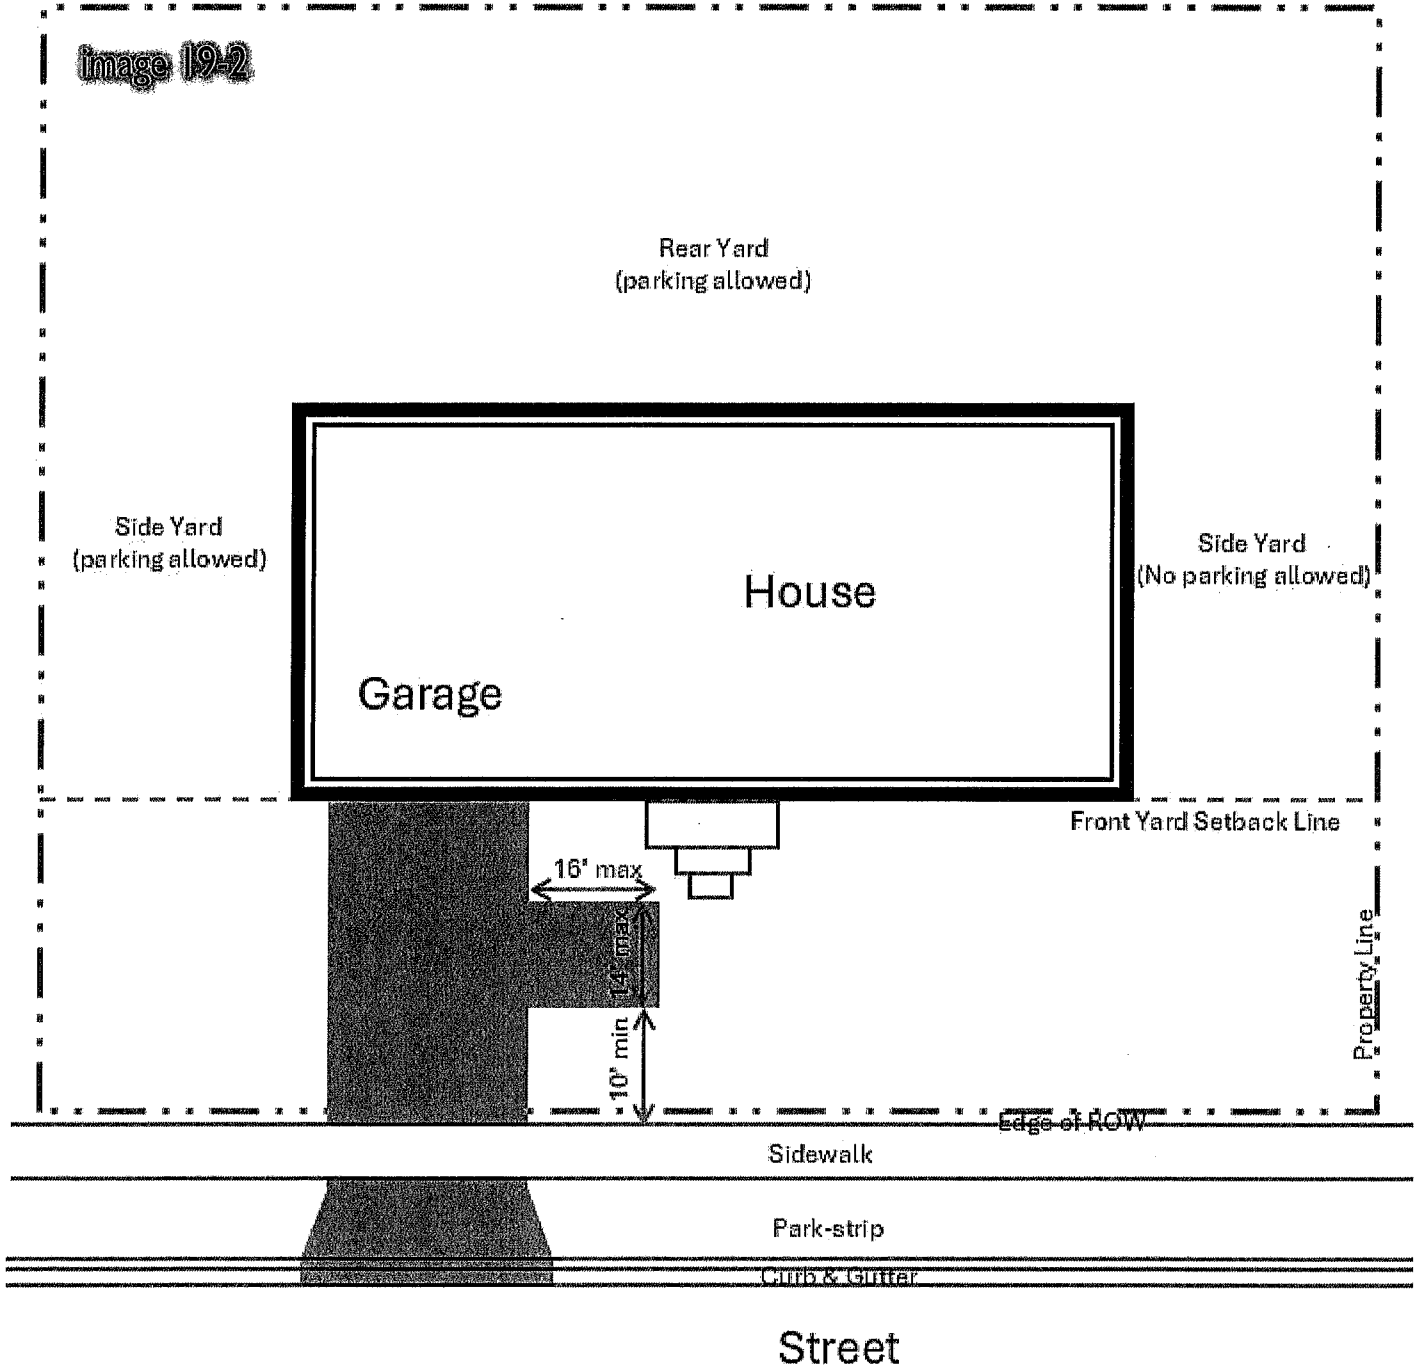 image 19-2
Rear Yard
(parking allowed)
Side Yard
(parking allowed)
Side Yard
(No parking allowed)
House
Garage
Front Yard Setback Line
16' max
14' max
10' min
Property Line
Edge of ROW
Sidewalk
Park-strip
Curb & Gutter
Street